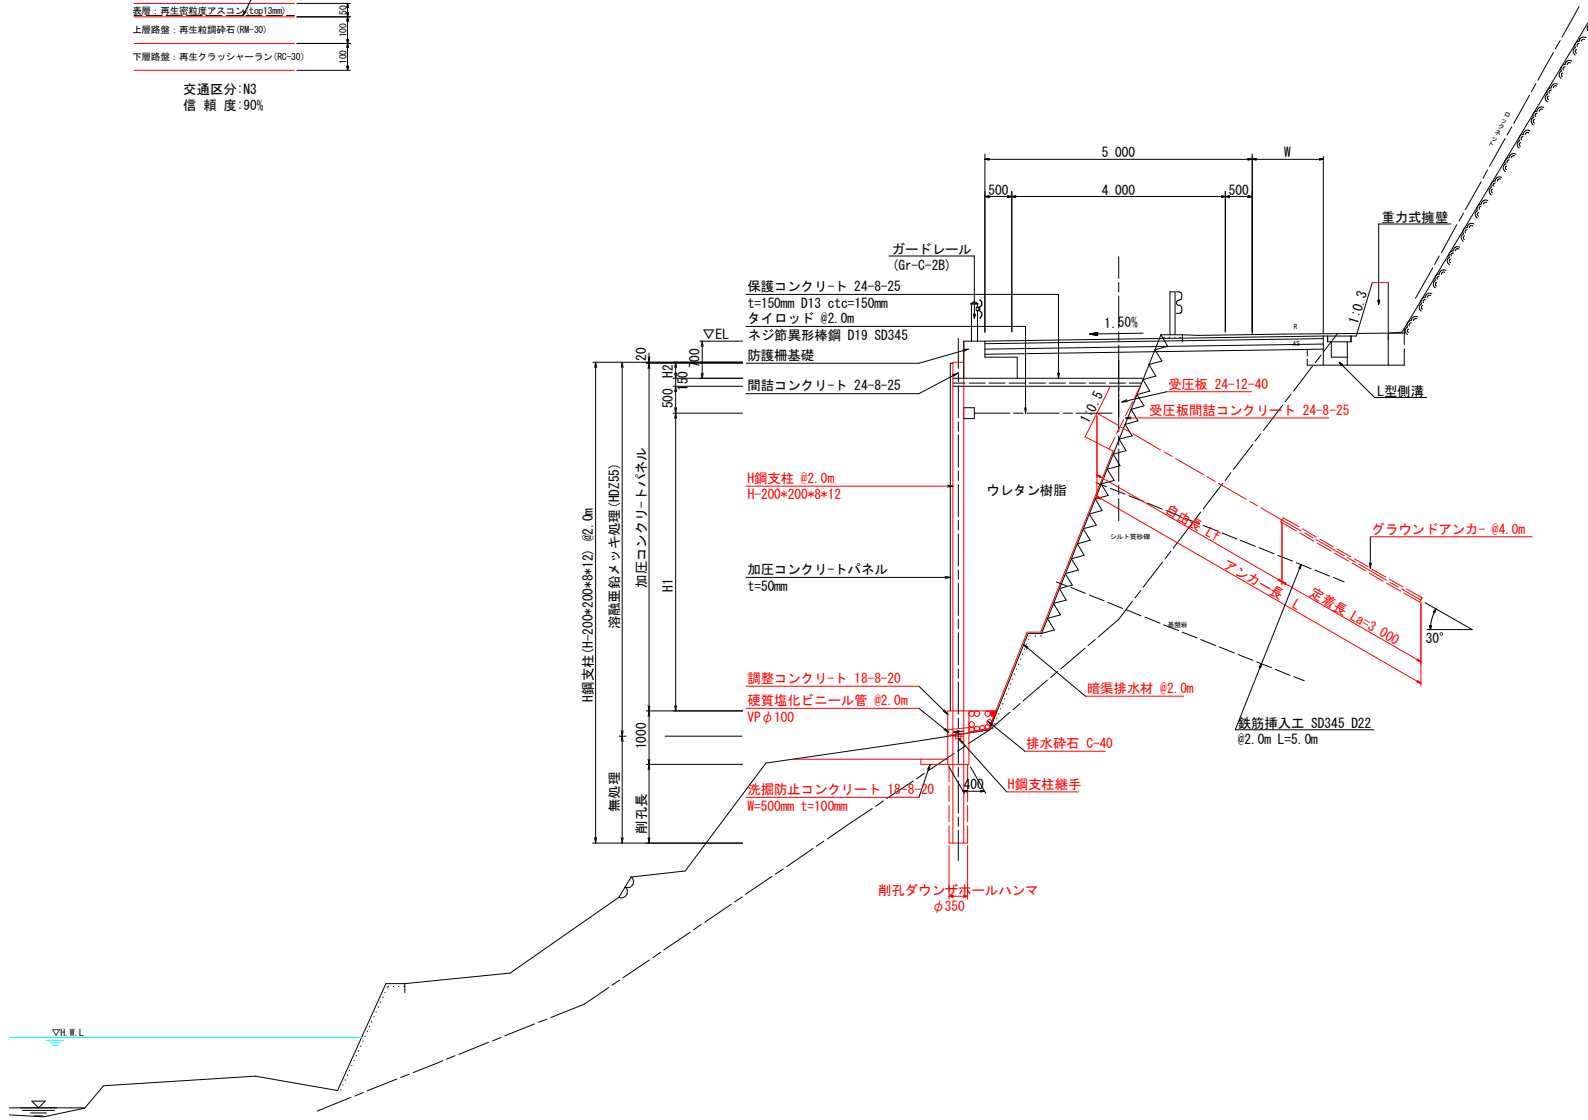 表層：再生密粒度アスコン(top13mm)
50
上層路盤：再生粒調砕石(RM-30)
100
下層路盤：再生クラッシャーラン(RC-30)
100
交通区分:N3
信 頼 度:90%
ロックネット
5 000
W
500
4 000
500
重力式擁壁
ガードレール
(Gr-C-2B)
保護コンクリート 24-8-25
t=150mm D13 ctc=150mm
タイロッド @2.0m
ネジ節異形棒鋼 D19 SD345
▽EL
防護柵基礎
間詰コンクリート 24-8-25
1.50%
1:0.3
R
AS
L型側溝
20
700
H2
150
500
受圧板 24-12-40
1:0.5
受圧板間詰コンクリート 24-8-25
H鋼支柱 @2.0m
H-200*200*8*12
ウレタン樹脂
シルト質砂礫
自由長 Lf
グラウンドアンカー @4.0m
アンカー長 L
定着長 La=3 000
30°
基盤岩
加圧コンクリートパネル
t=50mm
H鋼支柱(H-200*200*8*12) @2.0m
溶融亜鉛メッキ処理(HDZ55)
加圧コンクリートパネル
H1
調整コンクリート 18-8-20
硬質塩化ビニール管 @2.0m
VPφ100
暗渠排水材 @2.0m
鉄筋挿入工 SD345 D22
@2.0m L=5.0m
排水砕石 C-40
1000
無処理
削孔長
洗掘防止コンクリート 18-8-20
W=500mm t=100mm
400
H鋼支柱継手
削孔ダウンザホールハンマ
φ350
▽H.W.L